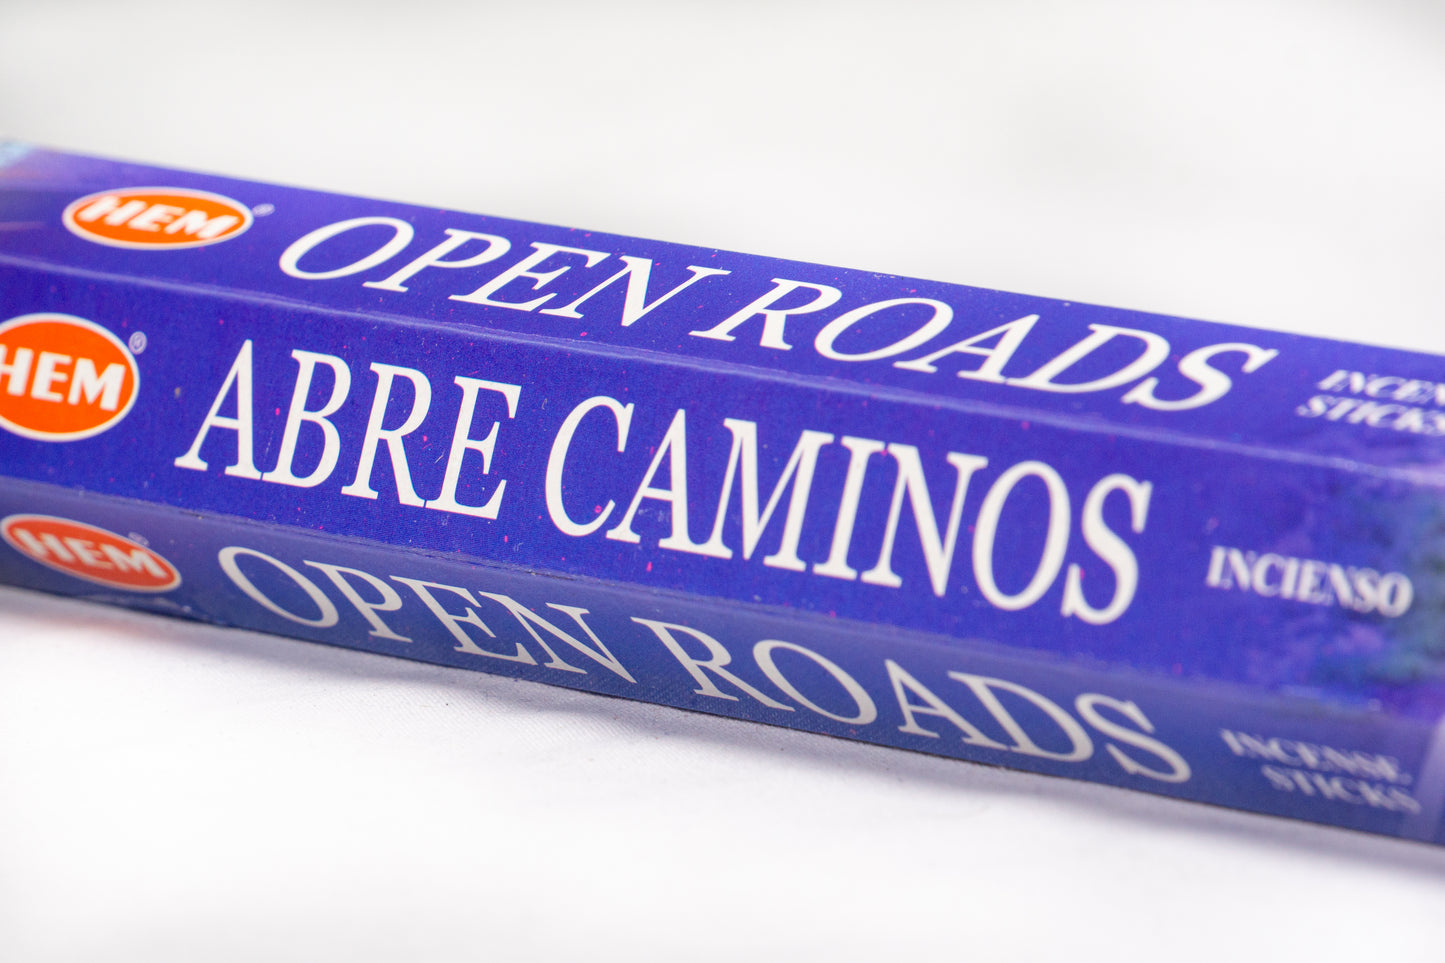 HEM® OPEN ROADS INCENSE
STICKS
HEM® ABRE CAMINOS INCIENSO
HEM® OPEN ROADS INCENSE
STICKS